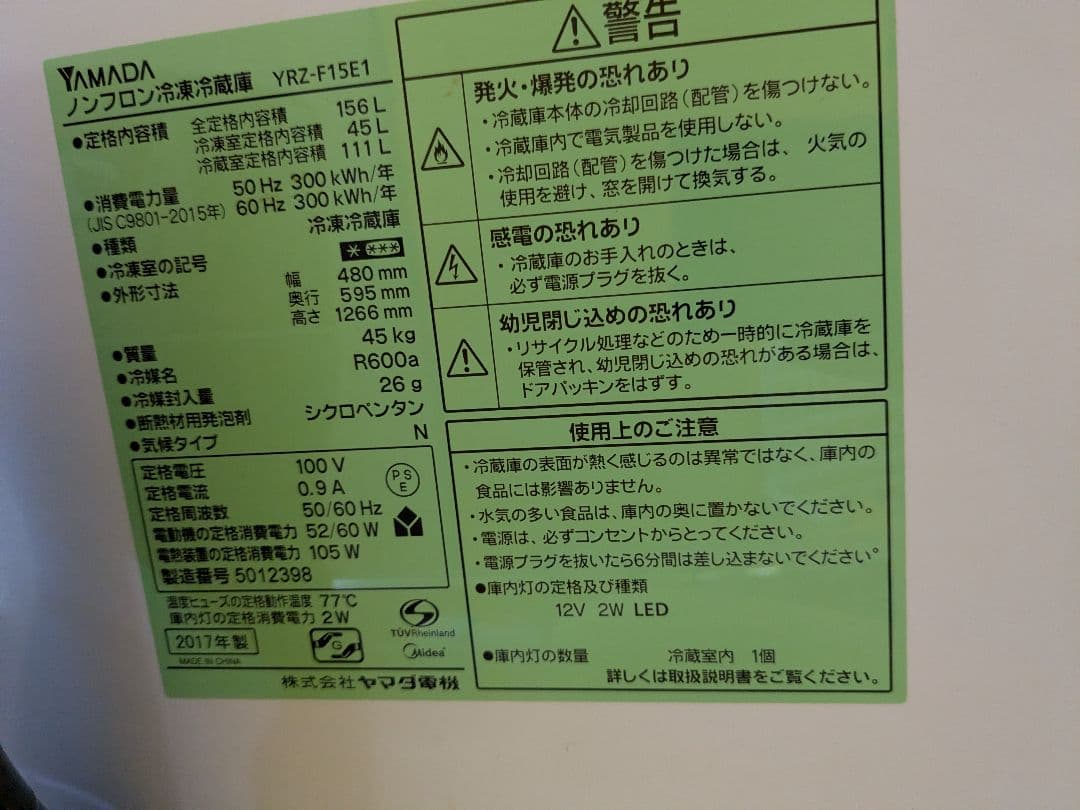 YAMADA
ノンフロン冷凍冷蔵庫 YRZ-F15E1
●定格内容積 全定格内容積 156 L
冷凍室定格内容積 45 L
冷蔵室定格内容積 111 L
●消費電力量 50 Hz 300 kWh/年
(JIS C9801-2015年) 60 Hz 300 kWh/年
●種類 冷凍冷蔵庫
●冷凍室の記号 * ***
●外形寸法 幅 480 mm
奥行 595 mm
高さ 1266 mm
●質量 45 kg
●冷媒名 R600a
●冷媒封入量 26 g
●断熱材用発泡剤 シクロペンタン
●気候タイプ N
定格電圧 100 V
定格電流 0.9 A
定格周波数 50/60 Hz
電動機の定格消費電力 52/60 W
電熱装置の定格消費電力 105 W
製造番号 5012398
PS
E
温度ヒューズの定格動作温度 77℃
庫内灯の定格消費電力 2W
2017年製
MADE IN CHINA
G
TÜVRheinland
Midea
株式会社ヤマダ電機
警告
発火・爆発の恐れあり
・冷蔵庫本体の冷却回路(配管)を傷つけない。
・冷蔵庫内で電気製品を使用しない。
・冷却回路(配管)を傷つけた場合は、火気の
使用を避け、窓を開けて換気する。
感電の恐れあり
・冷蔵庫のお手入れのときは、
必ず電源プラグを抜く。
幼児閉じ込めの恐れあり
・リサイクル処理などのため一時的に冷蔵庫を
保管され、幼児閉じ込めの恐れがある場合は、
ドアパッキンをはずす。
使用上のご注意
・冷蔵庫の表面が熱く感じるのは異常ではなく、庫内の
食品には影響ありません。
・水気の多い食品は、庫内の奥に置かないでください。
・電源は、必ずコンセントからとってください。
・電源プラグを抜いたら6分間は差し込まないでください。
●庫内灯の定格及び種類
12V 2W LED
●庫内灯の数量 冷蔵室内 1個
詳しくは取扱説明書をご覧ください。